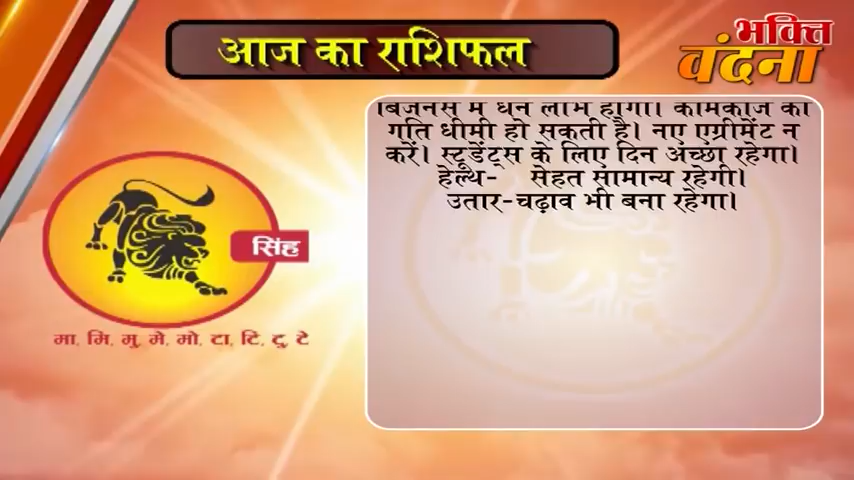 आज का राशिफल
भक्ति
वंदना
बिजनेस में धन लाभ होगा। कामकाज की
गति धीमी हो सकती है। नए एग्रीमेंट न
करें। स्टूडेंट्स के लिए दिन अच्छा रहेगा।
हेल्थ- सेहत सामान्य रहेगी।
उतार-चढ़ाव भी बना रहेगा।
सिंह
मा, मि, मु, मे, मो, टा, टि, टु, टे